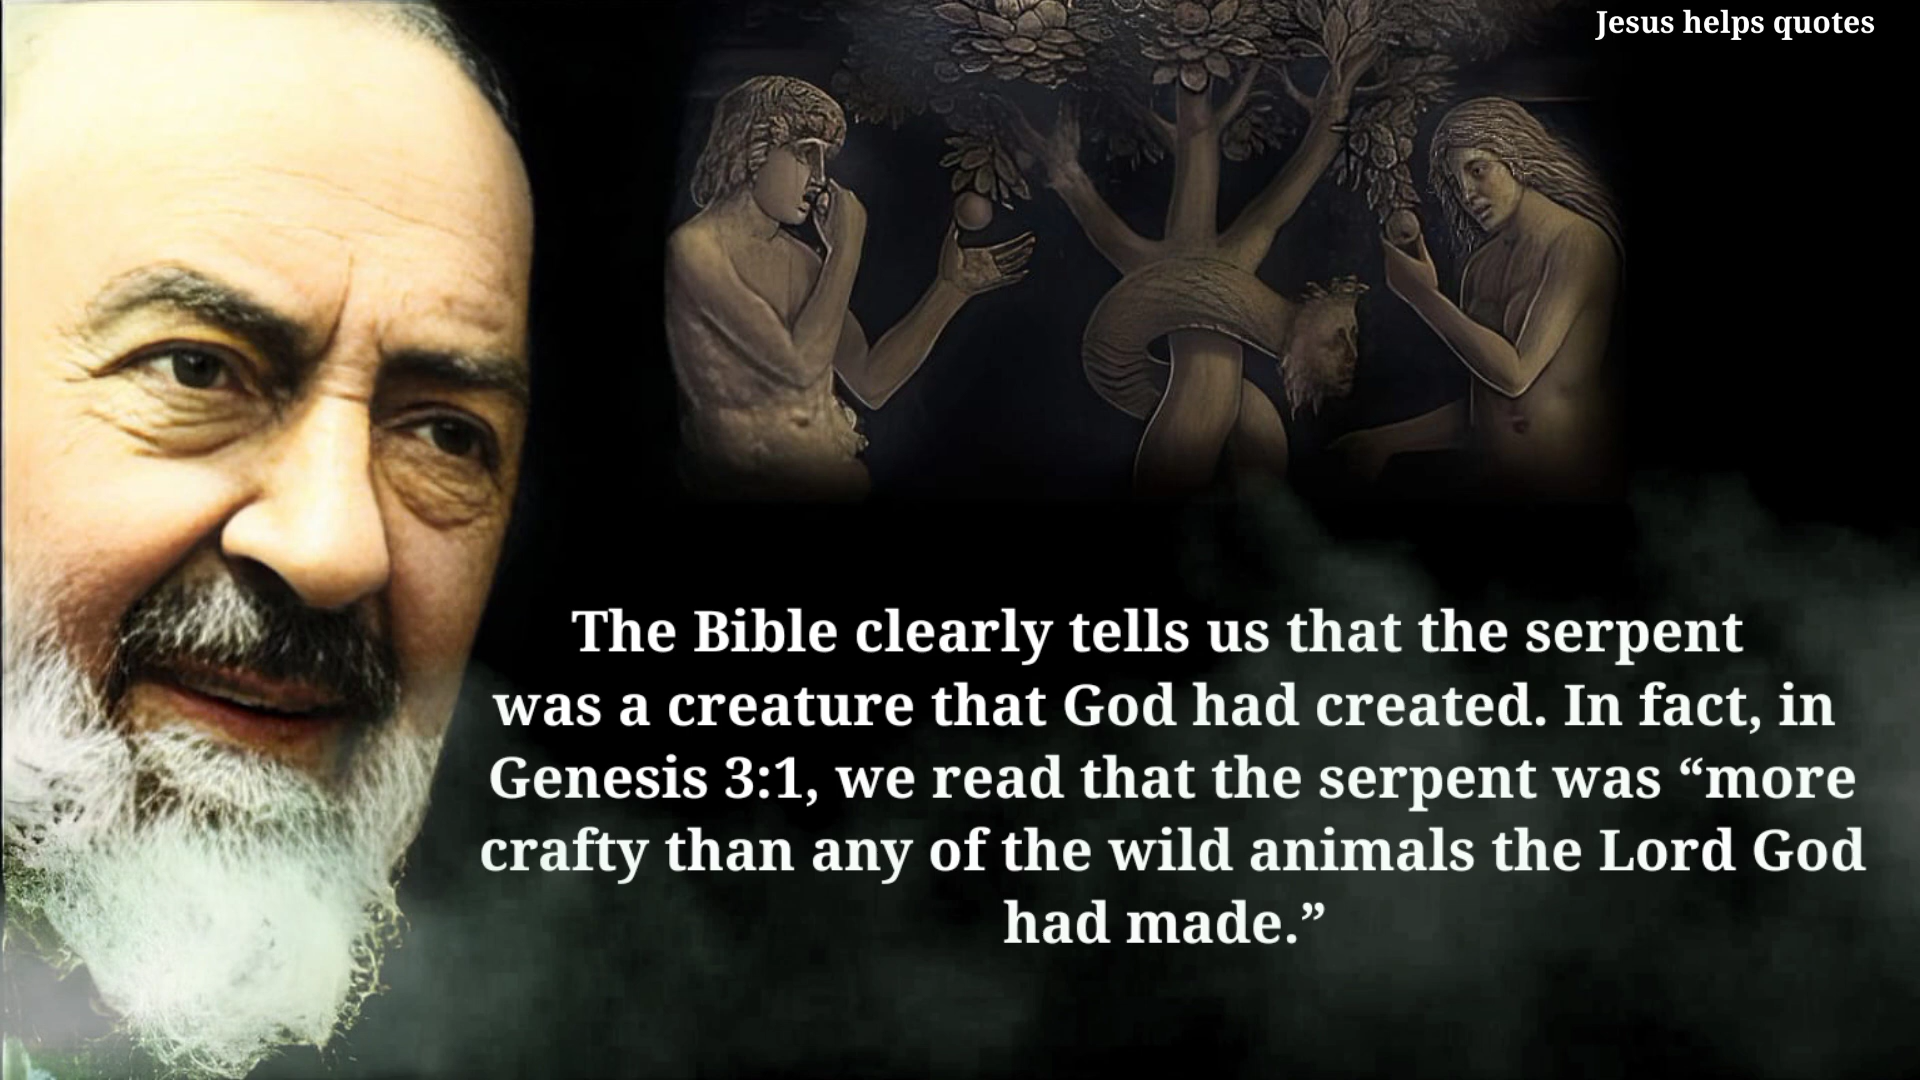 Jesus helps quotes
The Bible clearly tells us that the serpent
was a creature that God had created. In fact, in
Genesis 3:1, we read that the serpent was “more
crafty than any of the wild animals the Lord God
had made.”